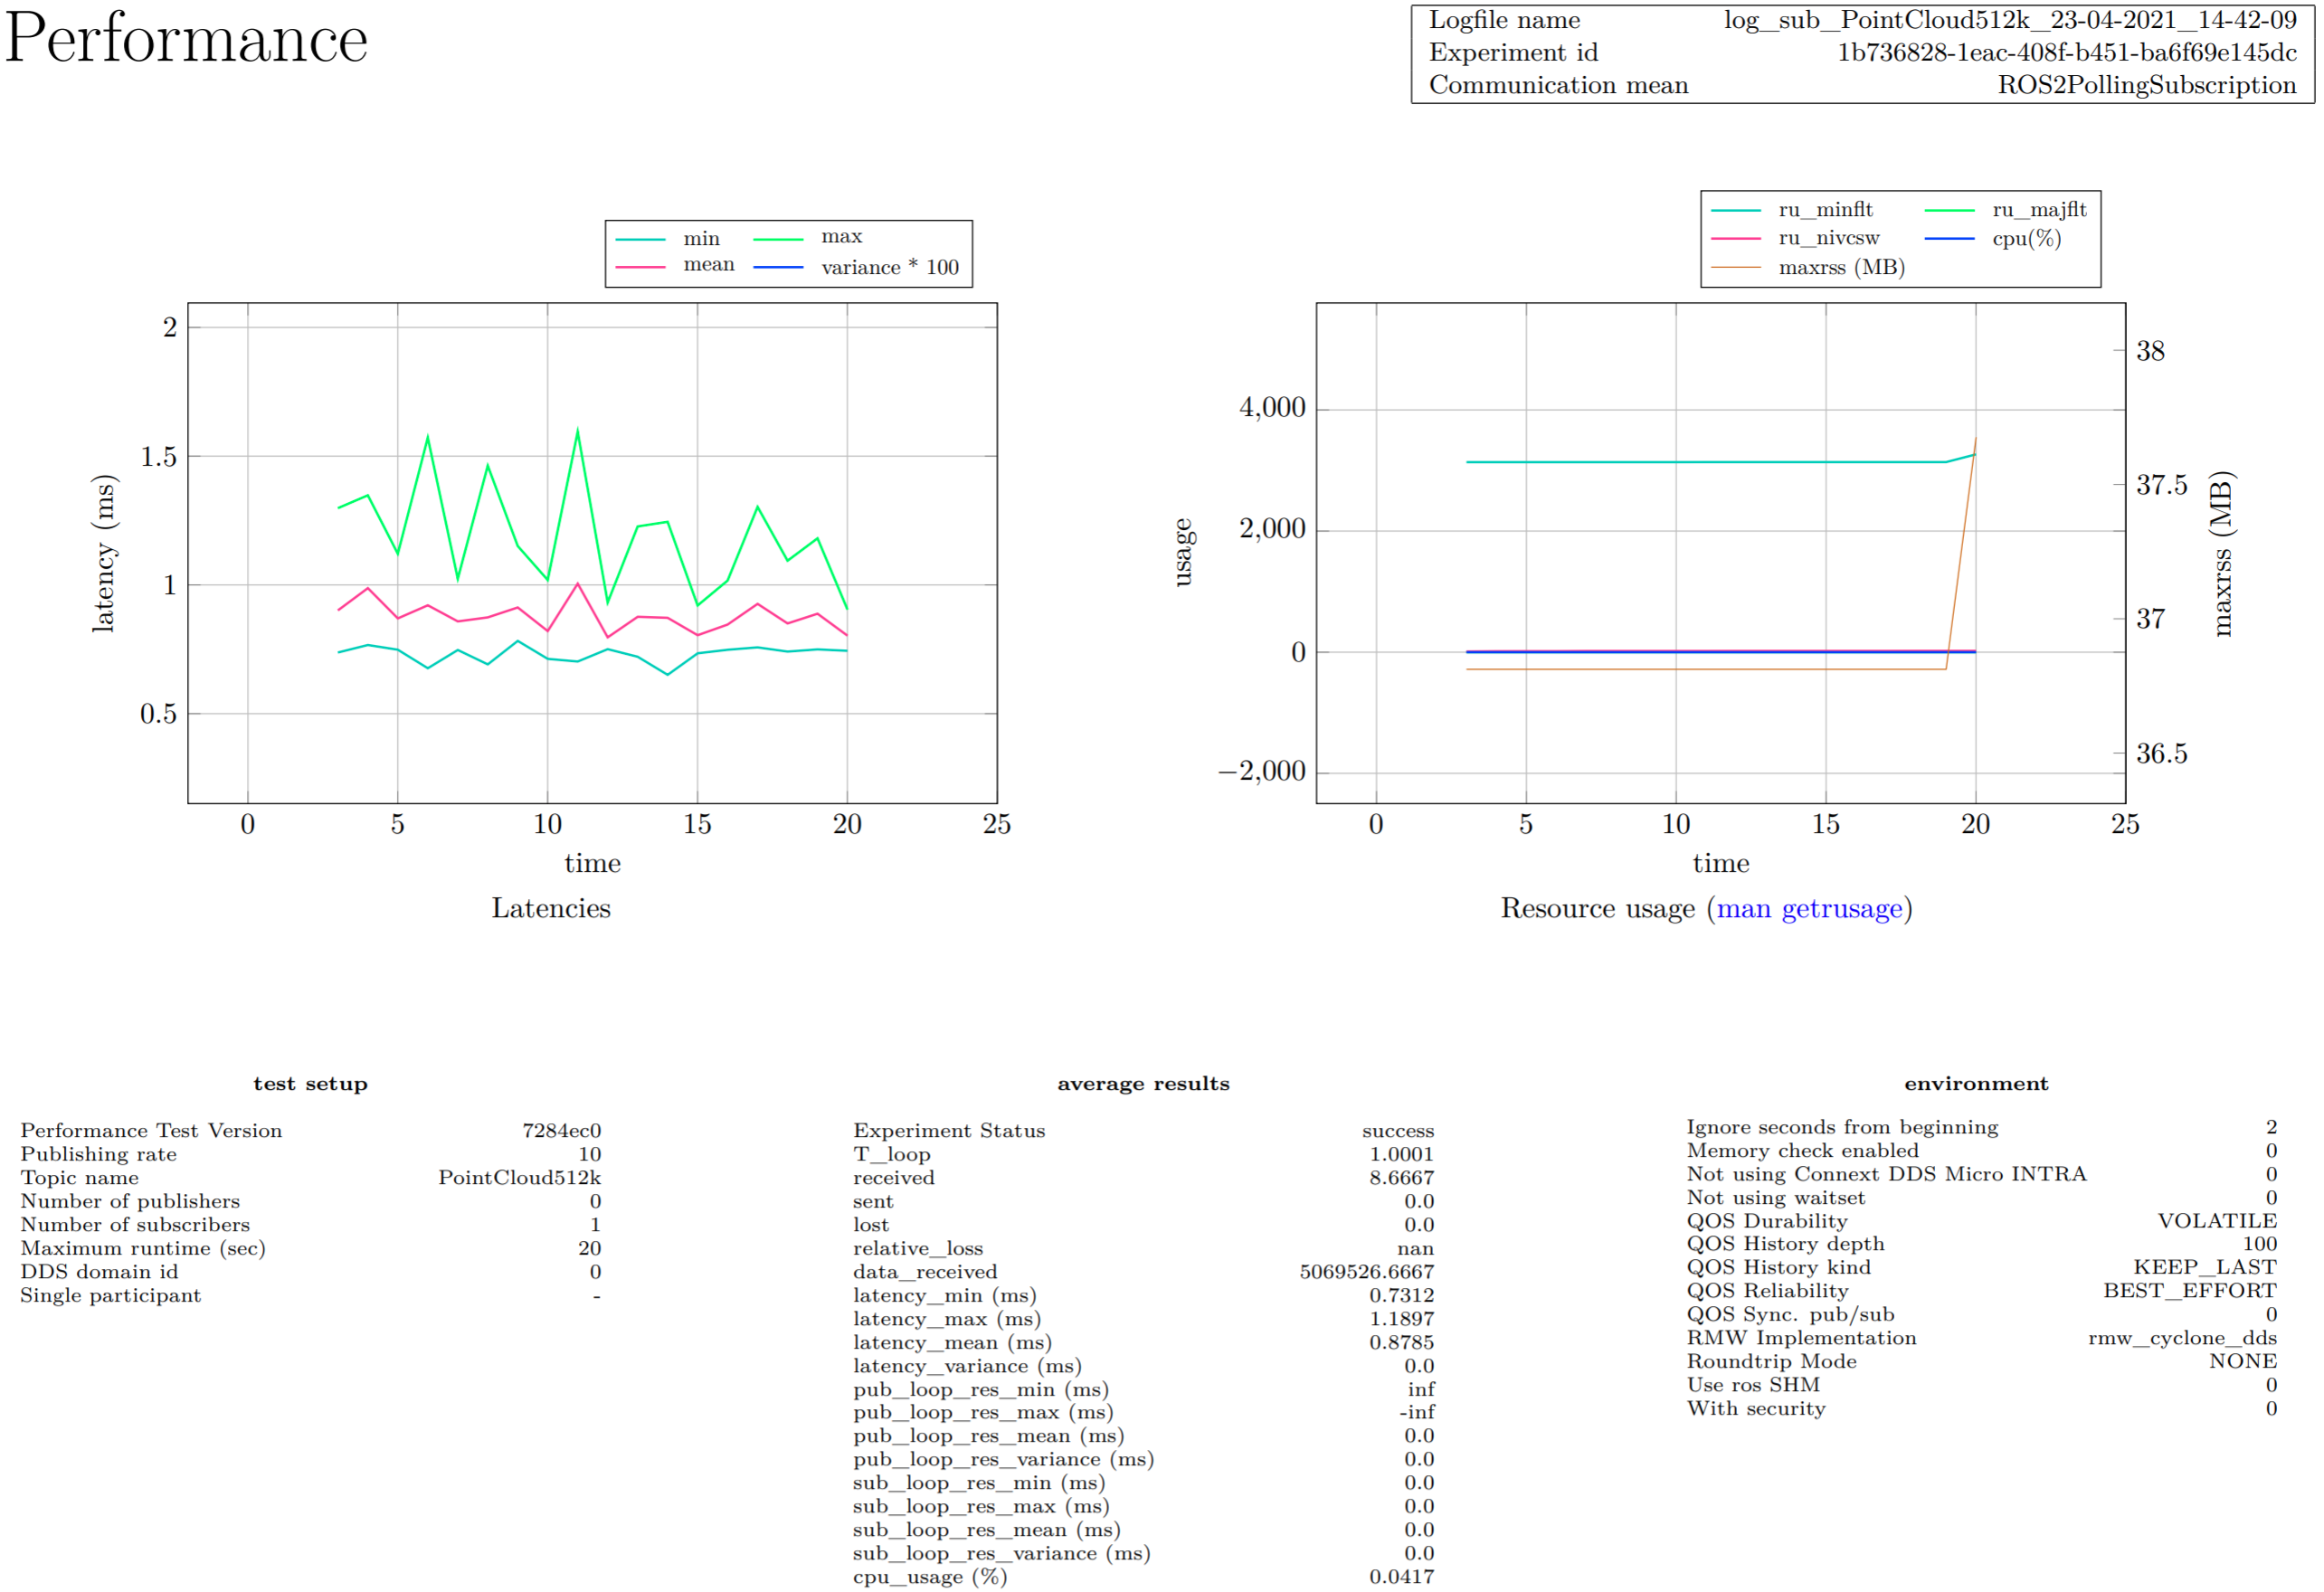 Performance
Logfile name log_sub_PointCloud512k_23-04-2021_14-42-09
Experiment id 1b736828-1eac-408f-b451-ba6f69e145dc
Communication mean ROS2PollingSubscription
min max
mean variance * 100
2
1.5
1
0.5
latency (ms)
0 5 10 15 20 25
time
Latencies
ru_minflt ru_majflt
ru_nivcsw cpu(%)
maxrss (MB)
4,000
2,000
0
−2,000
usage
38
37.5
37
36.5
maxrss (MB)
0 5 10 15 20 25
time
Resource usage (man getrusage)
test setup
Performance Test Version 7284ec0
Publishing rate 10
Topic name PointCloud512k
Number of publishers 0
Number of subscribers 1
Maximum runtime (sec) 20
DDS domain id 0
Single participant -
average results
Experiment Status success
T_loop 1.0001
received 8.6667
sent 0.0
lost 0.0
relative_loss nan
data_received 5069526.6667
latency_min (ms) 0.7312
latency_max (ms) 1.1897
latency_mean (ms) 0.8785
latency_variance (ms) 0.0
pub_loop_res_min (ms) inf
pub_loop_res_max (ms) -inf
pub_loop_res_mean (ms) 0.0
pub_loop_res_variance (ms) 0.0
sub_loop_res_min (ms) 0.0
sub_loop_res_max (ms) 0.0
sub_loop_res_mean (ms) 0.0
sub_loop_res_variance (ms) 0.0
cpu_usage (%) 0.0417
environment
Ignore seconds from beginning 2
Memory check enabled 0
Not using Connext DDS Micro INTRA 0
Not using waitset 0
QOS Durability VOLATILE
QOS History depth 100
QOS History kind KEEP_LAST
QOS Reliability BEST_EFFORT
QOS Sync. pub/sub 0
RMW Implementation rmw_cyclone_dds
Roundtrip Mode NONE
Use ros SHM 0
With security 0